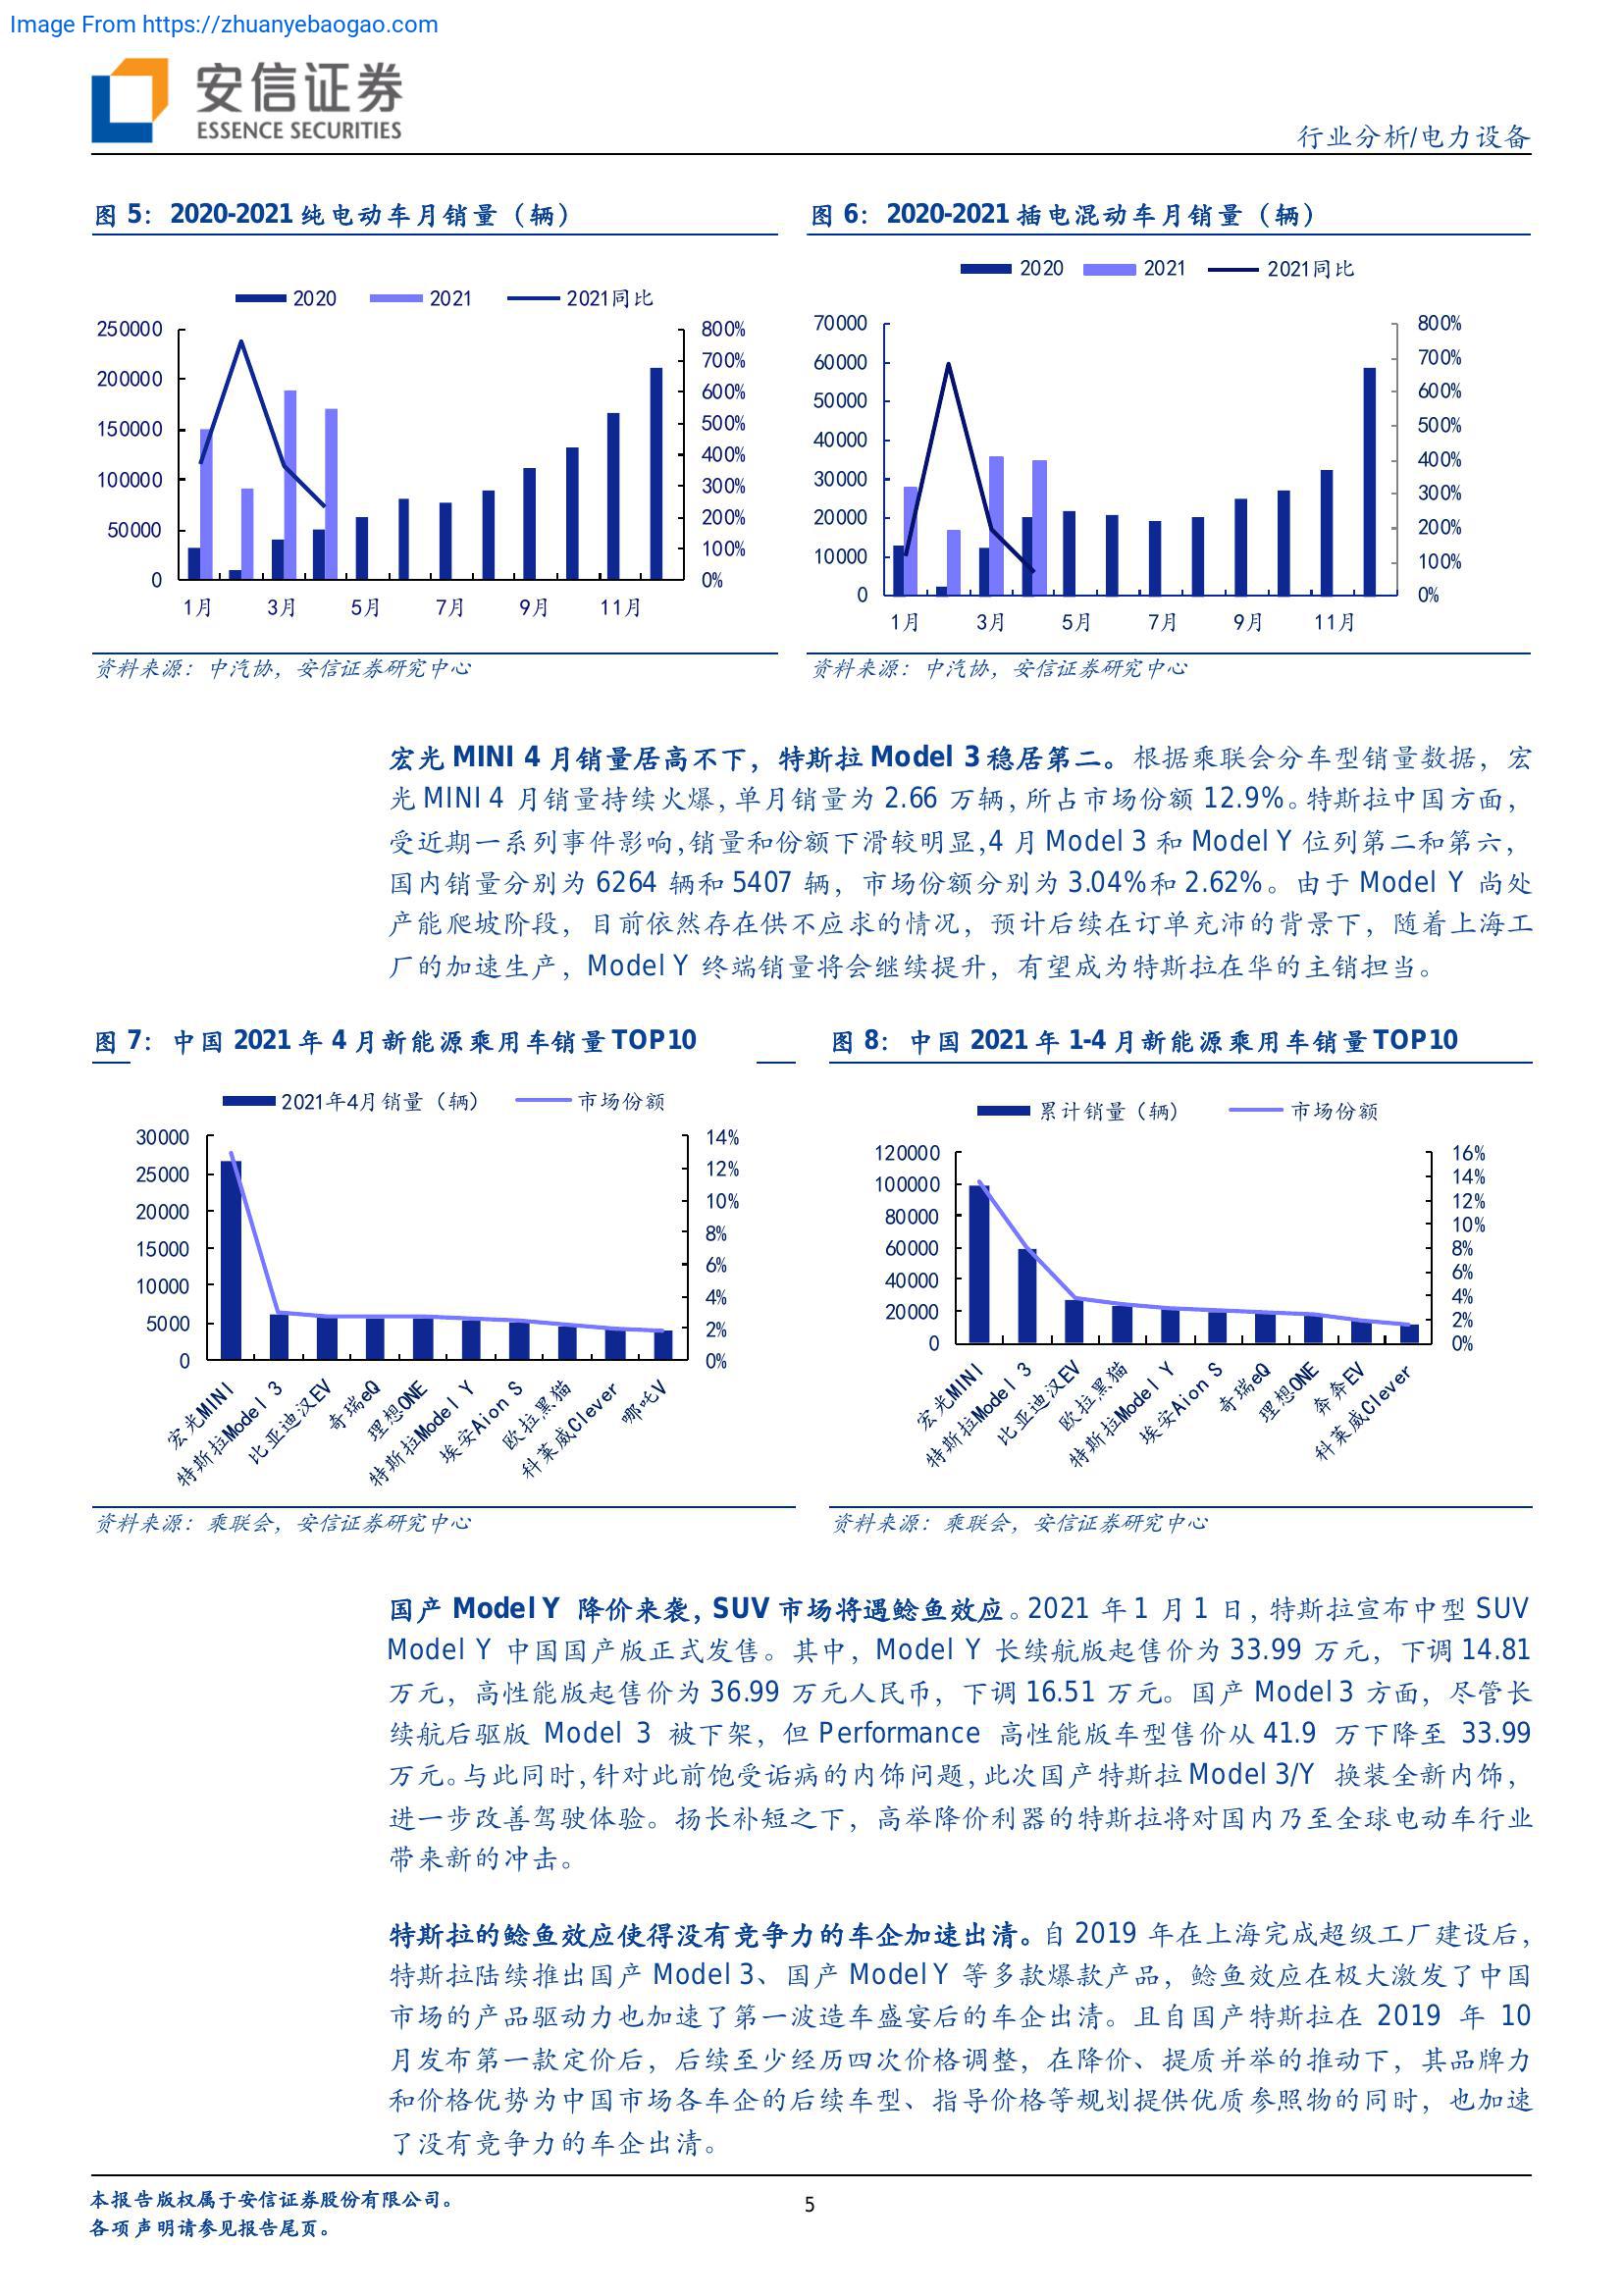 Image From https://zhuanyebaogao.com
安信证券
ESSENCE SECURITIES
行业分析/电力设备
图 5：2020-2021 纯电动车月销量（辆）
2020 2021 2021同比
250000
200000
150000
100000
50000
0
800%
700%
600%
500%
400%
300%
200%
100%
0%
1月 3月 5月 7月 9月 11月
资料来源：中汽协，安信证券研究中心
图 6：2020-2021 插电混动车月销量（辆）
2020 2021 2021同比
70000
60000
50000
40000
30000
20000
10000
0
800%
700%
600%
500%
400%
300%
200%
100%
0%
1月 3月 5月 7月 9月 11月
资料来源：中汽协，安信证券研究中心
宏光 MINI 4 月销量居高不下，特斯拉 Model 3 稳居第二。根据乘联会分车型销量数据，宏
光 MINI 4 月销量持续火爆，单月销量为 2.66 万辆，所占市场份额 12.9%。特斯拉中国方面，
受近期一系列事件影响，销量和份额下滑较明显，4 月 Model 3 和 Model Y 位列第二和第六，
国内销量分别为 6264 辆和 5407 辆，市场份额分别为 3.04%和 2.62%。由于 Model Y 尚处
产能爬坡阶段，目前依然存在供不应求的情况，预计后续在订单充沛的背景下，随着上海工
厂的加速生产，Model Y 终端销量将会继续提升，有望成为特斯拉在华的主销担当。
图 7：中国 2021 年 4 月新能源乘用车销量 TOP10
2021年4月销量（辆） 市场份额
30000
25000
20000
15000
10000
5000
0
14%
12%
10%
8%
6%
4%
2%
0%
宏光MINI
特斯拉Model 3
比亚迪汉EV
奇瑞eQ
理想ONE
特斯拉Model Y
埃安Aion S
欧拉黑猫
科莱威Clever
哪吒V
资料来源：乘联会，安信证券研究中心
图 8：中国 2021 年 1-4 月新能源乘用车销量 TOP10
累计销量（辆） 市场份额
120000
100000
80000
60000
40000
20000
0
16%
14%
12%
10%
8%
6%
4%
2%
0%
宏光MINI
特斯拉Model 3
比亚迪汉EV
欧拉黑猫
特斯拉Model Y
埃安Aion S
奇瑞eQ
理想ONE
奔奔EV
科莱威Clever
资料来源：乘联会，安信证券研究中心
国产 Model Y 降价来袭，SUV 市场将遇鲶鱼效应。2021 年 1 月 1 日，特斯拉宣布中型 SUV
Model Y 中国国产版正式发售。其中，Model Y 长续航版起售价为 33.99 万元，下调 14.81
万元，高性能版起售价为 36.99 万元人民币，下调 16.51 万元。国产 Model 3 方面，尽管长
续航后驱版 Model 3 被下架，但 Performance 高性能版车型售价从 41.9 万下降至 33.99
万元。与此同时，针对此前饱受诟病的内饰问题，此次国产特斯拉 Model 3/Y 换装全新内饰，
进一步改善驾驶体验。扬长补短之下，高举降价利器的特斯拉将对国内乃至全球电动车行业
带来新的冲击。
特斯拉的鲶鱼效应使得没有竞争力的车企加速出清。自 2019 年在上海完成超级工厂建设后，
特斯拉陆续推出国产 Model 3、国产 Model Y 等多款爆款产品，鲶鱼效应在极大激发了中国
市场的产品驱动力也加速了第一波造车盛宴后的车企出清。且自国产特斯拉在 2019 年 10
月发布第一款定价后，后续至少经历四次价格调整，在降价、提质并举的推动下，其品牌力
和价格优势为中国市场各车企的后续车型、指导价格等规划提供优质参照物的同时，也加速
了没有竞争力的车企出清。
本报告版权属于安信证券股份有限公司。
各项声明请参见报告尾页。
5